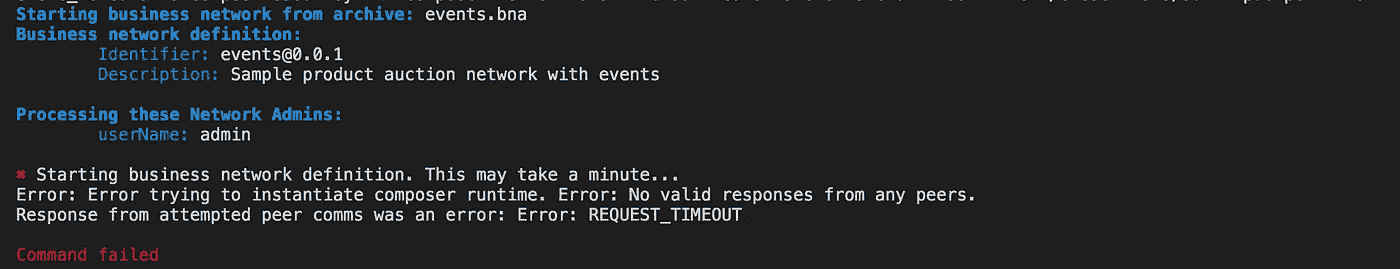 Starting business network from archive: events.bna
Business network definition:
Identifier: events@0.0.1
Description: Sample product auction network with events
Processing these Network Admins:
userName: admin
✖ Starting business network definition. This may take a minute...
Error: Error trying to instantiate composer runtime. Error: No valid responses from any peers.
Response from attempted peer comms was an error: Error: REQUEST_TIMEOUT
Command failed